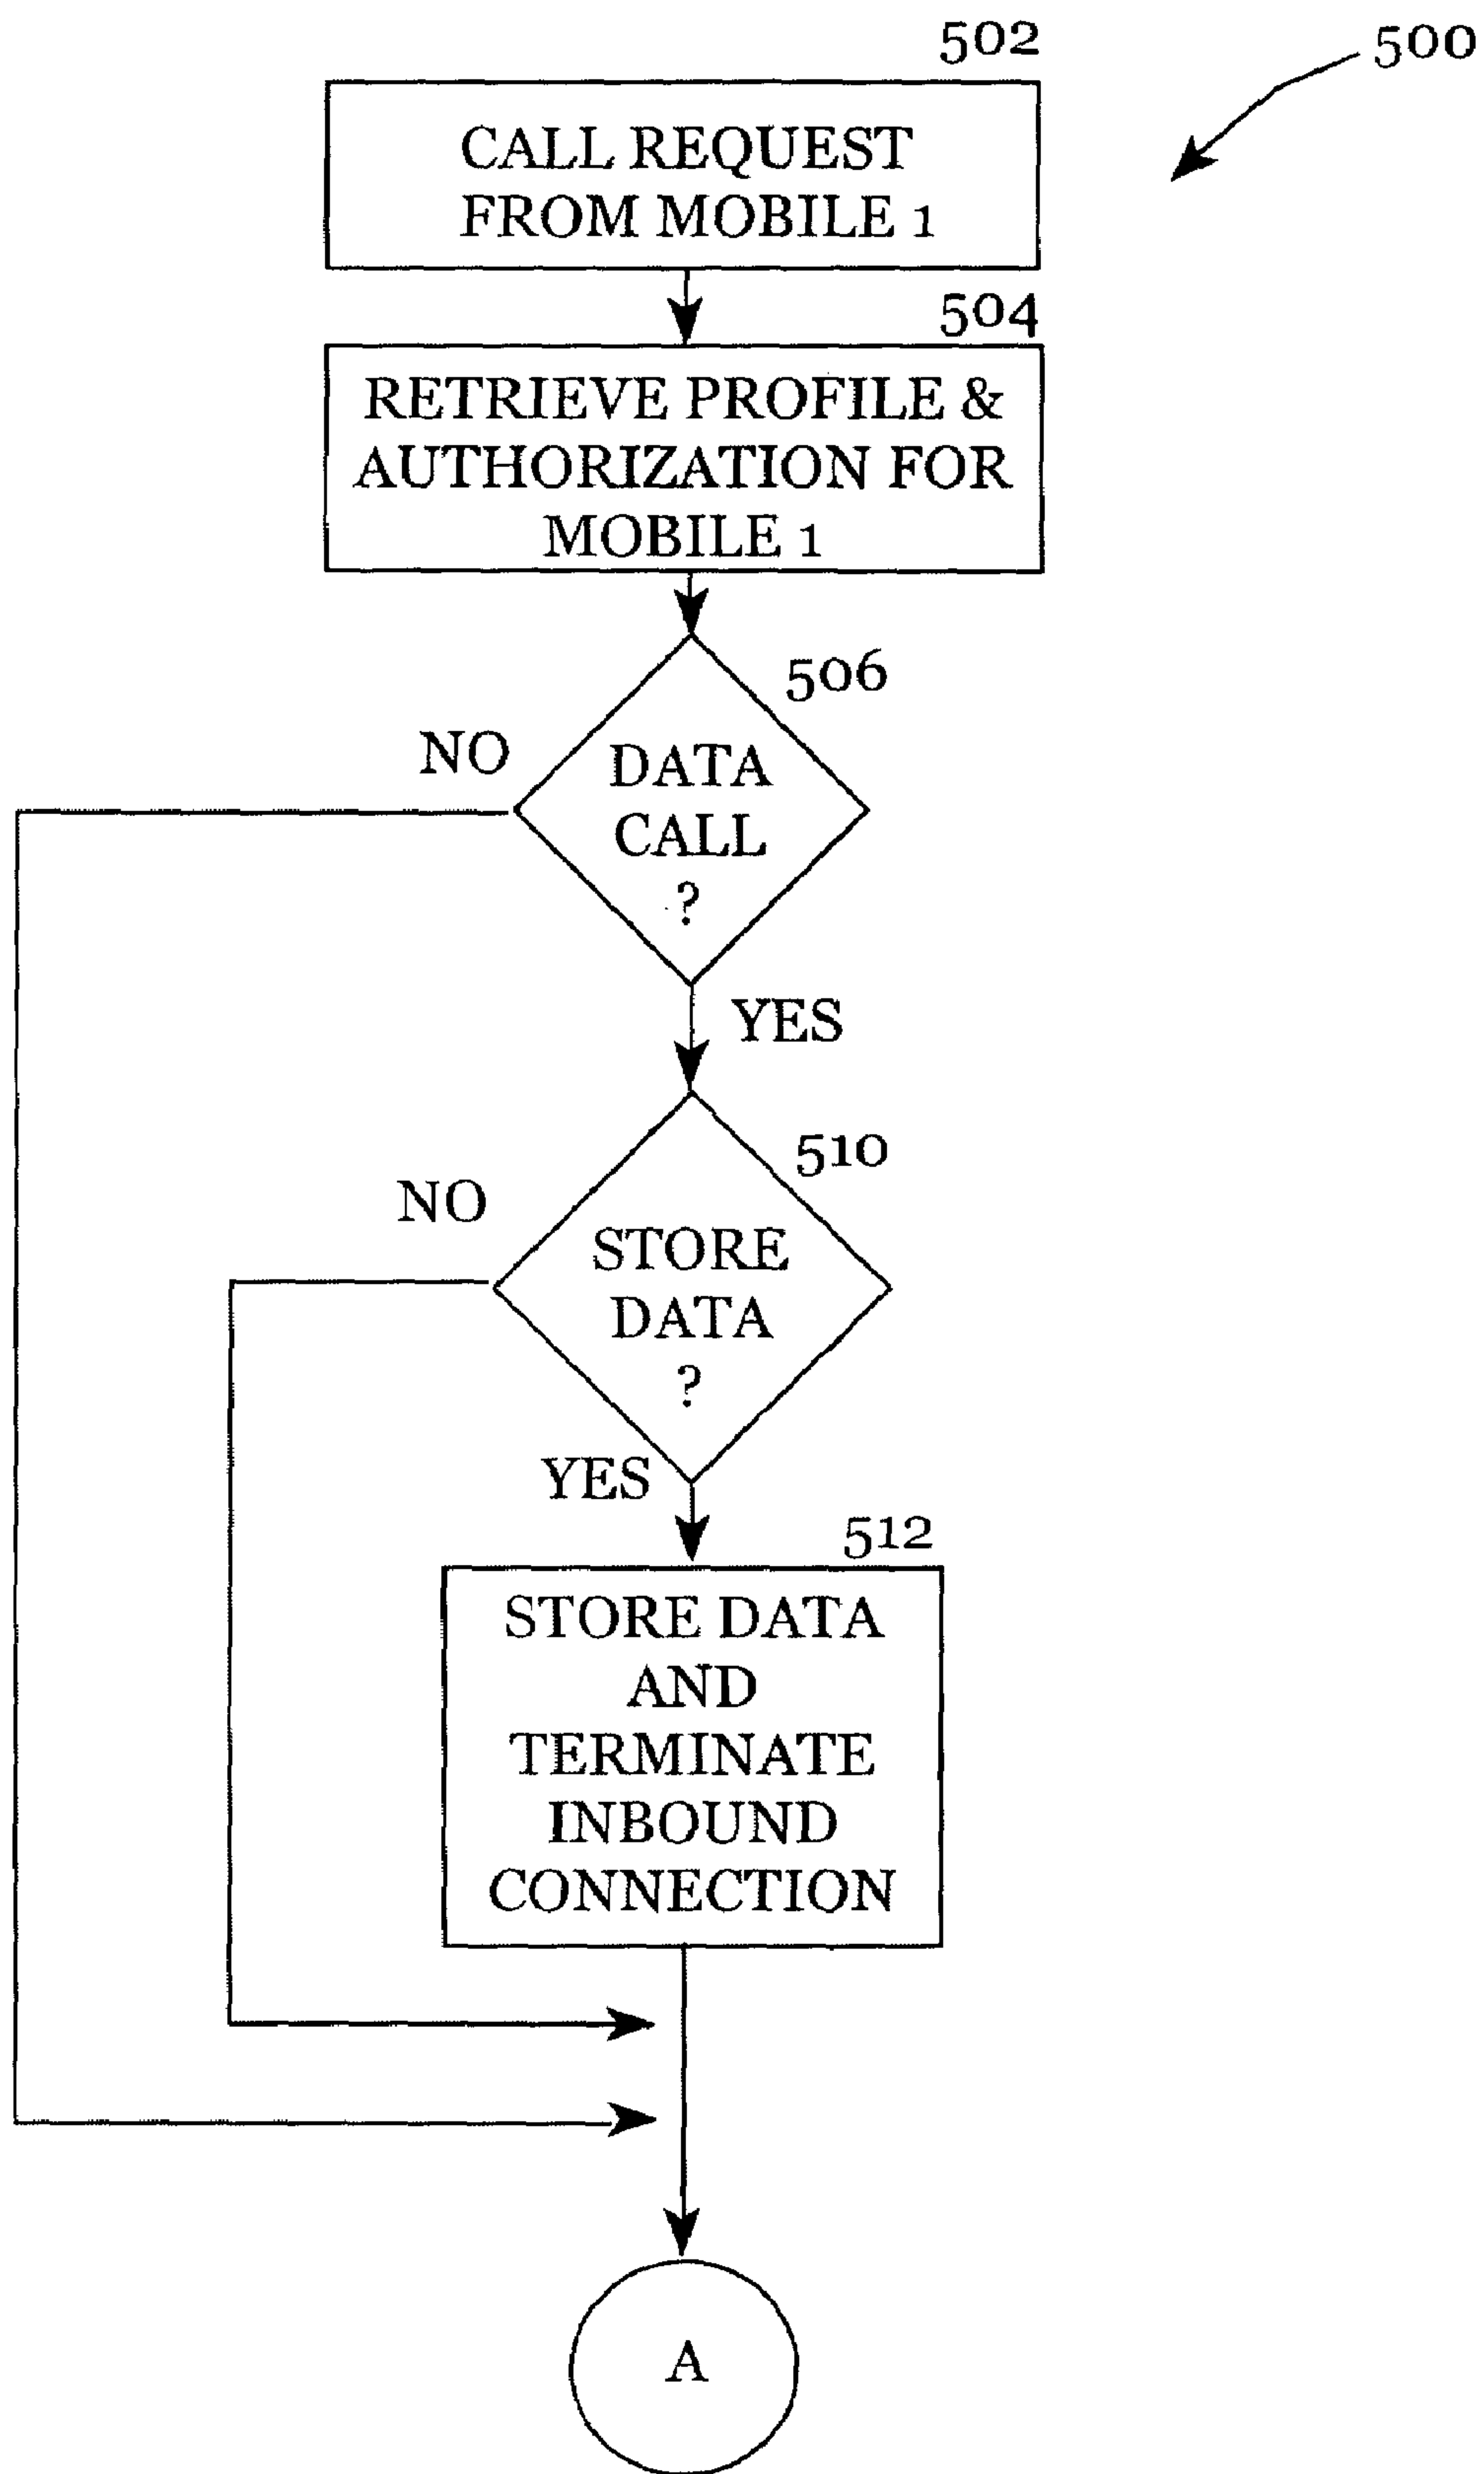 502
500
CALL REQUEST
FROM MOBILE 1
504
RETRIEVE PROFILE &
AUTHORIZATION FOR
MOBILE 1
506
NO
DATA
CALL
?
YES
510
NO
STORE
DATA
?
YES
512
STORE DATA
AND
TERMINATE
INBOUND
CONNECTION
A